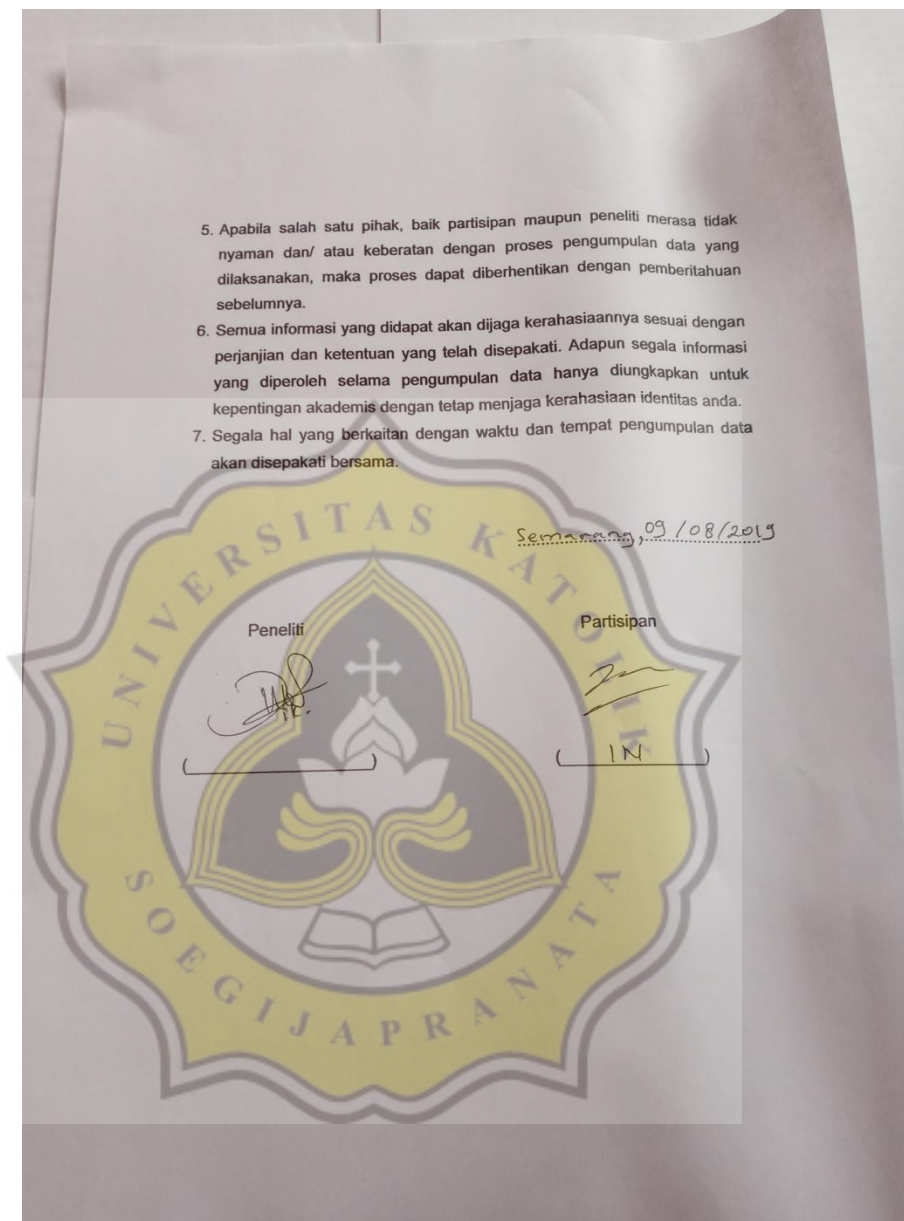 5. Apabila salah satu pihak, baik partisipan maupun peneliti merasa tidak
nyaman dan/ atau keberatan dengan proses pengumpulan data yang
dilaksanakan, maka proses dapat diberhentikan dengan pemberitahuan
sebelumnya.
6. Semua informasi yang didapat akan dijaga kerahasiaannya sesuai dengan
perjanjian dan ketentuan yang telah disepakati. Adapun segala informasi
yang diperoleh selama pengumpulan data hanya diungkapkan untuk
kepentingan akademis dengan tetap menjaga kerahasiaan identitas anda.
7. Segala hal yang berkaitan dengan waktu dan tempat pengumpulan data
akan disepakati bersama.
Semarang, 09/08/2019
Peneliti
Partisipan
( )
( IN )
UNIVERSITAS KATOLIK
SOEGIJAPRANATA